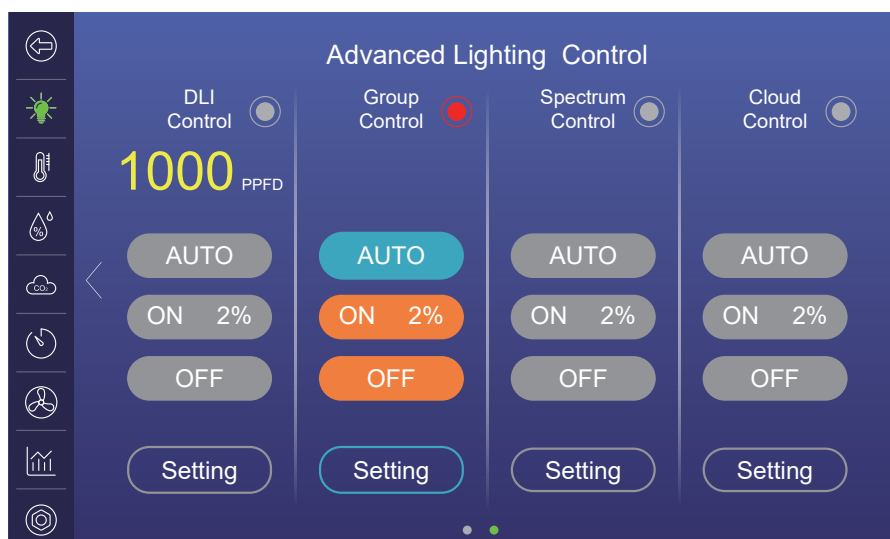 Advanced Lighting Control
DLI
Control
Group
Control
Spectrum
Control
Cloud
Control
1000 PPFD
AUTO
AUTO
AUTO
AUTO
%
CO₂
ON 2%
ON 2%
ON 2%
ON 2%
OFF
OFF
OFF
OFF
Setting
Setting
Setting
Setting